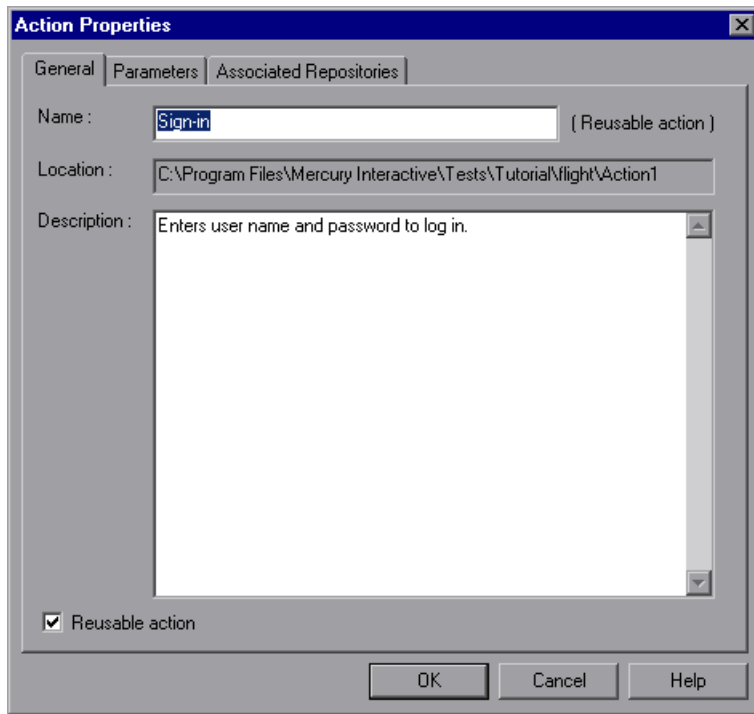 Action Properties
General Parameters Associated Repositories
Name : Sign-in ( Reusable action )
Location : C:\Program Files\Mercury Interactive\Tests\Tutorial\flight\Action1
Description : Enters user name and password to log in.
Reusable action
OK Cancel Help